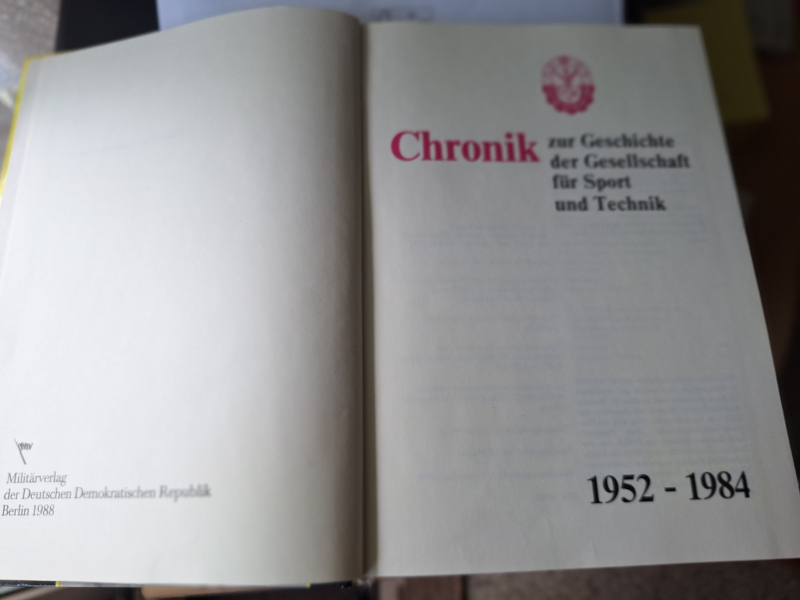 Militärverlag
der Deutschen Demokratischen Republik
Berlin 1988
Chronik zur Geschichte
der Gesellschaft
für Sport
und Technik
1952 - 1984